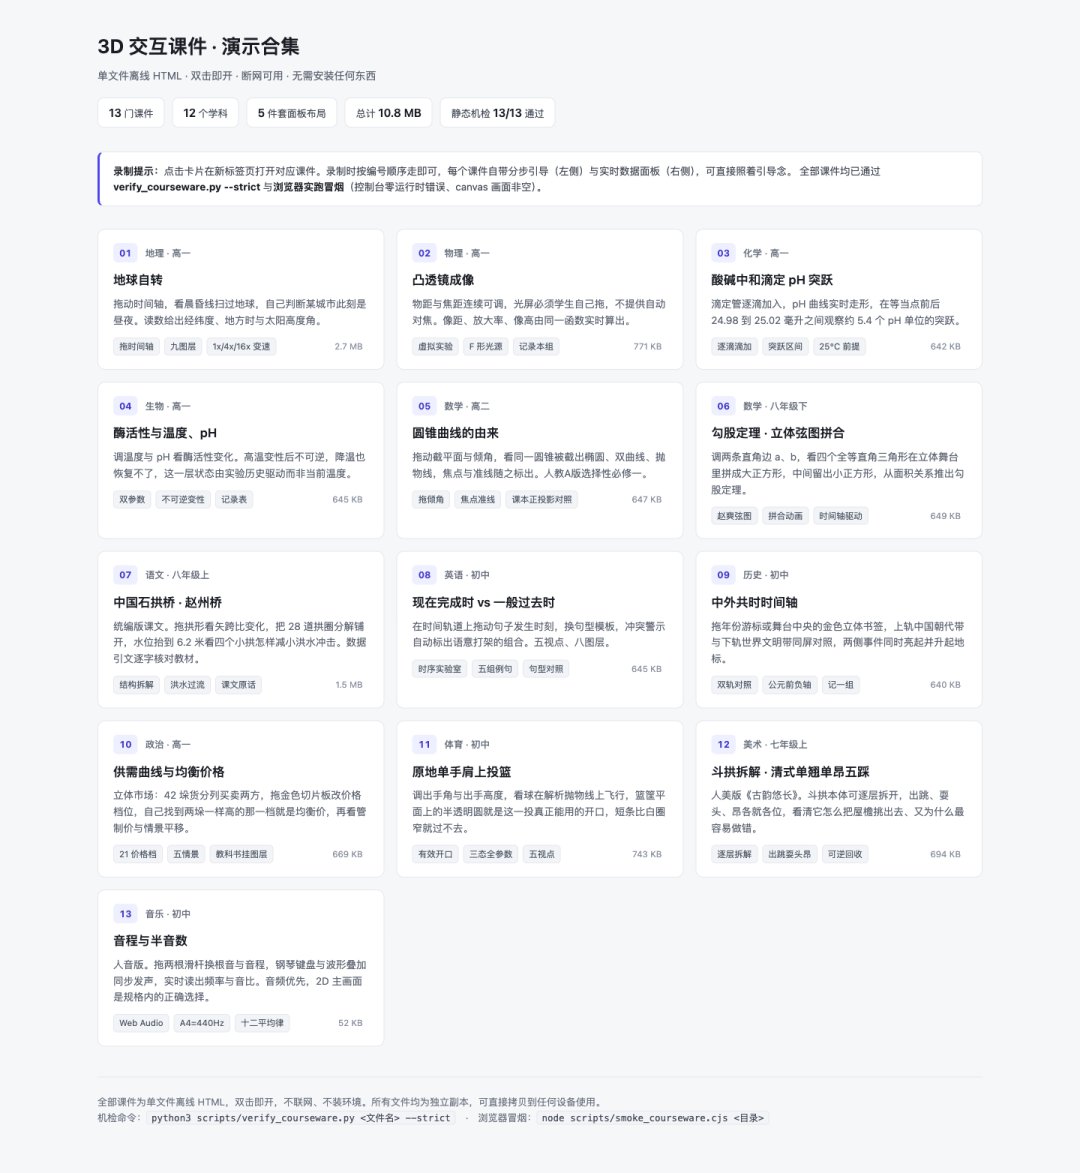 3D 交互课件 · 演示合集
单文件离线 HTML · 双击即开 · 断网可用 · 无需安装任何东西
13 门课件
12 个学科
5 件套面板布局
总计 10.8 MB
静态机检 13/13 通过
录制提示：点击卡片在新标签页打开对应课件。录制时按编号顺序走即可，每个课件自带分步引导（左侧）与实时数据面板（右侧），可直接照着引导念。 全部课件均已通过
verify_courseware.py --strict 与浏览器实跑冒烟（控制台零运行时错误、canvas 画面非空）。
01 地理 · 高一
地球自转
拖动时间轴，看晨昏线扫过地球，自己判断某城市此刻是
昼夜。读数给出经纬度、地方时与太阳高度角。
拖时间轴 九图层 1x/4x/16x 变速 2.7 MB
02 物理 · 高一
凸透镜成像
物距与焦距连续可调，光屏必须学生自己拖，不提供自动
对焦。像距、放大率、像高由同一函数实时算出。
虚拟实验 F 形光源 记录本组 771 KB
03 化学 · 高一
酸碱中和滴定 pH 突跃
滴定管逐滴加入，pH 曲线实时走形，在等当点前后
24.98 到 25.02 毫升之间观察约 5.4 个 pH 单位的突跃。
逐滴滴加 突跃区间 25°C 前提 642 KB
04 生物 · 高一
酶活性与温度、pH
调温度与 pH 看酶活性变化。高温变性后不可逆，降温也
恢复不了，这一层状态由实验历史驱动而非当前温度。
双参数 不可逆变性 记录表 645 KB
05 数学 · 高二
圆锥曲线的由来
拖动截平面与倾角，看同一圆锥被截出椭圆、双曲线、抛
物线，焦点与准线随之标出。人教A版选择性必修一。
拖倾角 焦点准线 课本正投影对照 647 KB
06 数学 · 八年级下
勾股定理 · 立体弦图拼合
调两条直角边 a、b，看四个全等直角三角形在立体舞台
里拼成大正方形，中间留出小正方形，从面积关系推出勾
股定理。
赵爽弦图 拼合动画 时间轴驱动 649 KB
07 语文 · 八年级上
中国石拱桥 · 赵州桥
统编版课文。拖拱形看矢跨比变化，把 28 道拱圈分解铺
开，水位抬到 6.2 米看四个小拱怎样减小洪水冲击。数据
引文逐字核对教材。
结构拆解 洪水过流 课文原话 1.5 MB
08 英语 · 初中
现在完成时 vs 一般过去时
在时间轨道上拖动句子发生时刻，换句型模板，冲突警示
自动标出语意打架的组合。五视点、八图层。
时序实验室 五组例句 句型对照 645 KB
09 历史 · 初中
中外共时时间轴
拖年份游标或舞台中央的金色立体书签，上轨中国朝代带
与下轨世界文明带同屏对照，两侧事件同时亮起并升起地
标。
双轨对照 公元前负轴 记一组 640 KB
10 政治 · 高一
供需曲线与均衡价格
立体市场：42 垛货分列买卖两方，拖金色切片板改价格
档位，自己找到两垛一样高的那一档就是均衡价，再看管
制价与情景平移。
21 价格档 五情景 教科书挂图层 669 KB
11 体育 · 初中
原地单手肩上投篮
调出手角与出手高度，看球在解析抛物线上飞行，篮筐平
面上的半透明圆就是这一投真正能用的开口，短条比白圈
窄就过不去。
有效开口 三态全参数 五视点 743 KB
12 美术 · 七年级上
斗拱拆解 · 清式单翘单昂五踩
人美版《古韵悠长》。斗拱本体可逐层拆开，出跳、耍
头、昂各就各位，看清它怎么把屋檐挑出去、又为什么最
容易做错。
逐层拆解 出跳耍头昂 可逆回收 694 KB
13 音乐 · 初中
音程与半音数
人音版。拖两根滑杆换根音与音程，钢琴键盘与波形叠加
同步发声，实时读出频率与音比。音频优先，2D 主画面
是规格内的正确选择。
Web Audio A4=440Hz 十二平均律 52 KB
全部课件为单文件离线 HTML，双击即开，不联网、不装环境。所有文件均为独立副本，可直接拷贝到任何设备使用。
机检命令： python3 scripts/verify_courseware.py <文件名> --strict · 浏览器冒烟： node scripts/smoke_courseware.cjs <目录>